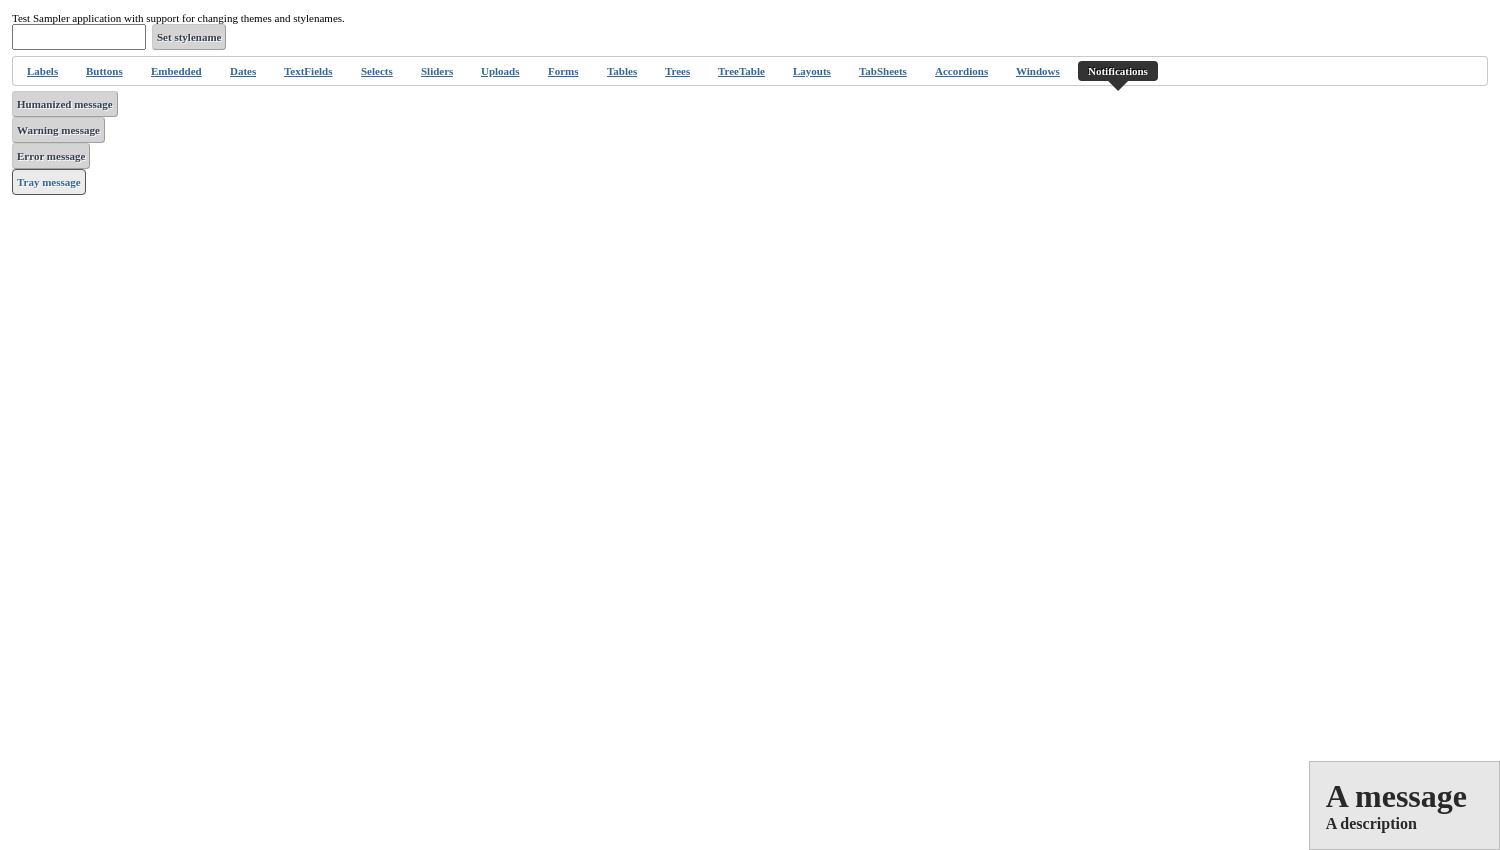 Test Sampler application with support for changing themes and stylenames.
Set stylename
Labels Buttons Embedded Dates TextFields Selects Sliders Uploads Forms Tables Trees TreeTable Layouts TabSheets Accordions Windows Notifications
Humanized message
Warning message
Error message
Tray message
A message
A description